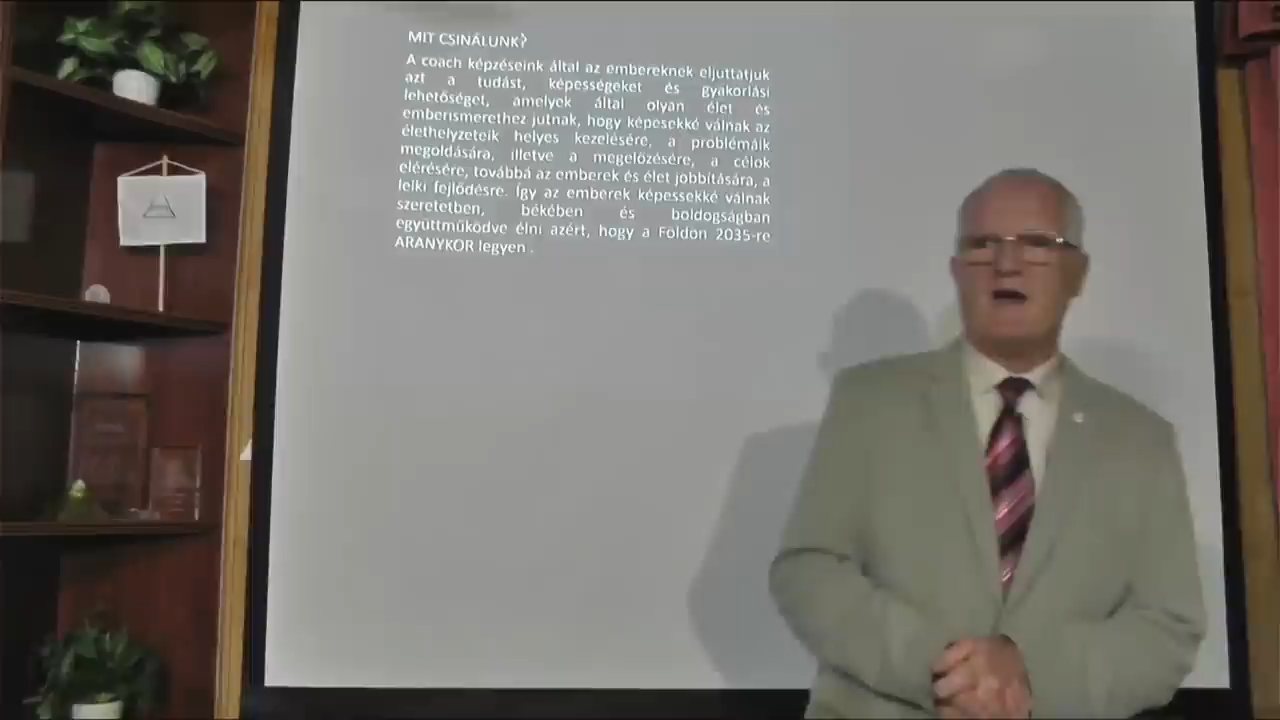 MIT CSINÁLUNK?
A coach képzéseink által az embereknek eljuttatjuk
azt a tudást, képességeket és gyakorlási
lehetőséget, amelyek által olyan élet és
emberismerethez jutnak, hogy képesekké válnak az
élethelyzeteik helyes kezelésére, a problémáik
megoldására, illetve a megelőzésére, a célok
elérésére, továbbá az emberek és élet jobbítására, a
lelki fejlődésre. Így az emberek képessekké válnak
szeretetben, békében és boldogságban
együttműködve élni azért, hogy a Földön 2035-re
ARANYKOR legyen .